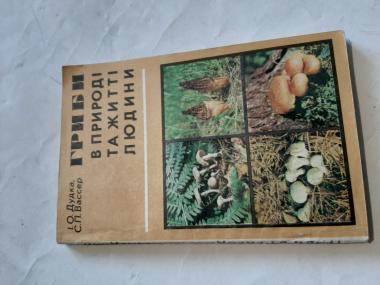 І.О. Дудка,
С.П. Вассер
ГРИБИ
В ПРИРОДІ
ТА ЖИТТІ
ЛЮДИНИ